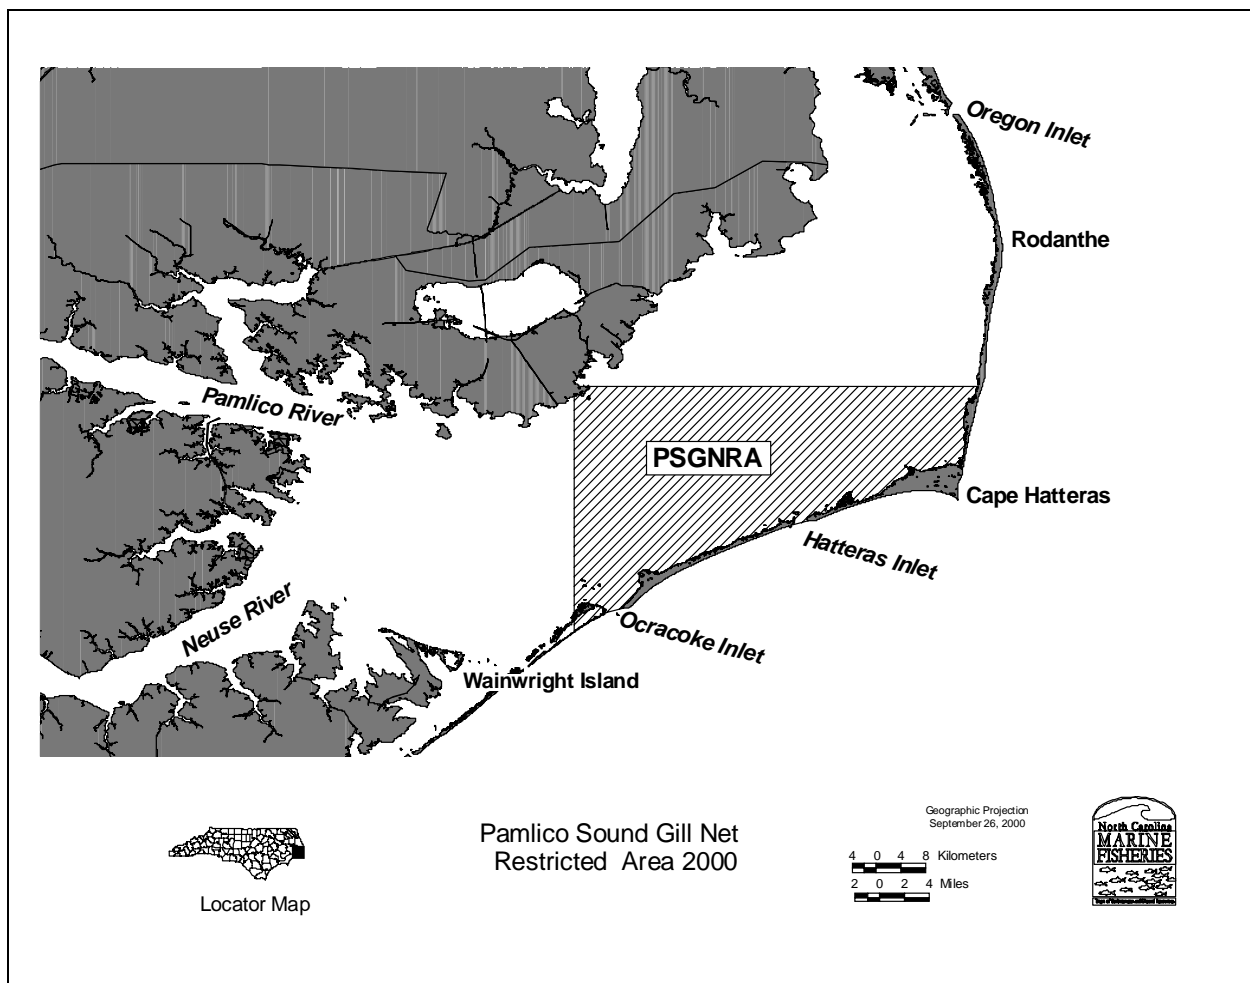 Oregon Inlet
Rodanthe
Pamlico River
PSGNRA
Cape Hatteras
Hatteras Inlet
Neuse River
Ocracoke Inlet
Wainwright Island
Locator Map
Pamlico Sound Gill Net
Restricted Area 2000
Geographic Projection
September 26, 2000
4 0 4 8 Kilometers
2 0 2 4 Miles
North Carolina
MARINE
FISHERIES